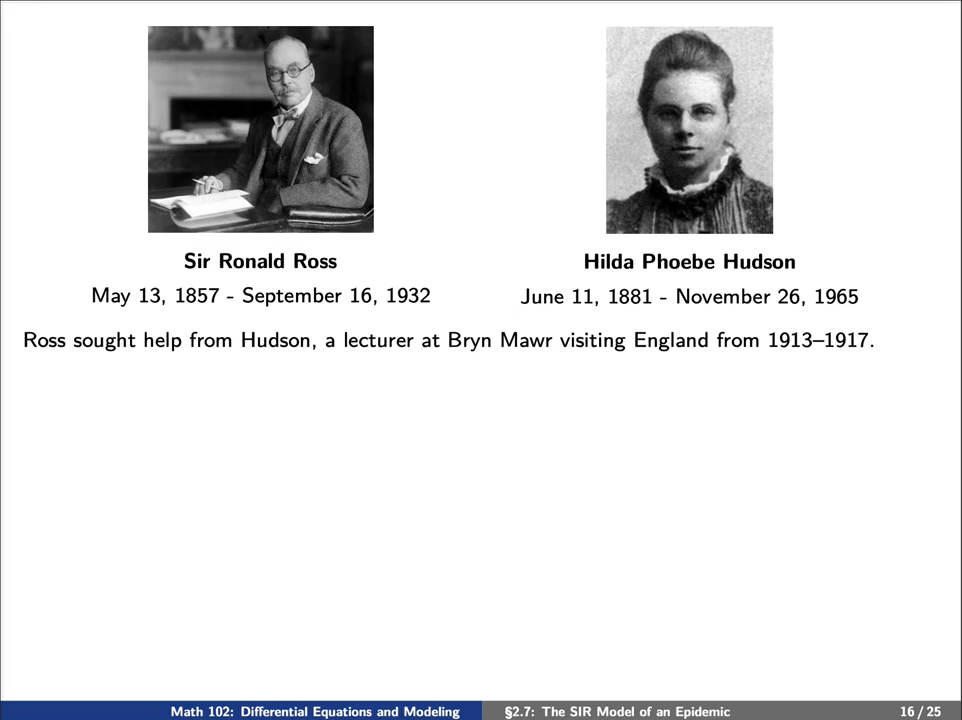 Sir Ronald Ross
May 13, 1857 - September 16, 1932
Hilda Phoebe Hudson
June 11, 1881 - November 26, 1965
Ross sought help from Hudson, a lecturer at Bryn Mawr visiting England from 1913–1917.
Math 102: Differential Equations and Modeling
§2.7: The SIR Model of an Epidemic
16 / 25